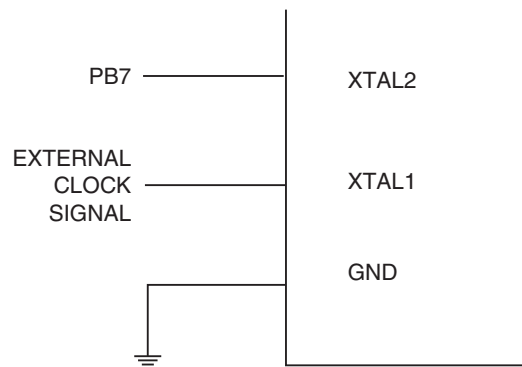 PB7
XTAL2
EXTERNAL
CLOCK
SIGNAL
XTAL1
GND